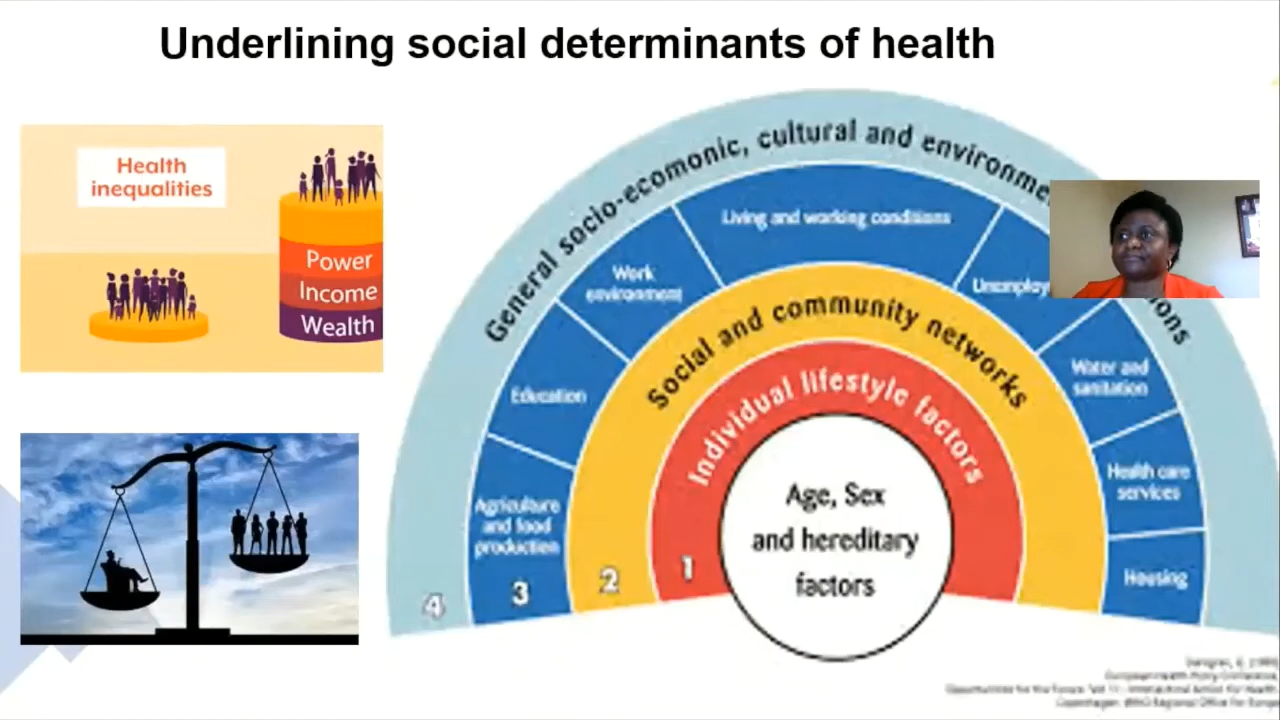 Underlining social determinants of health
Health
inequalities
Power
Income
Wealth
General socio-ecomonic, cultural and environme
ions
Living and working conditions
Work
environment
Unemploy
Education
Water and
sanitation
Agriculture
and food
production
Health care
services
Housing
Social and community networks
Individual lifestyle factors
Age, Sex
and hereditary
factors
1
2
3
4